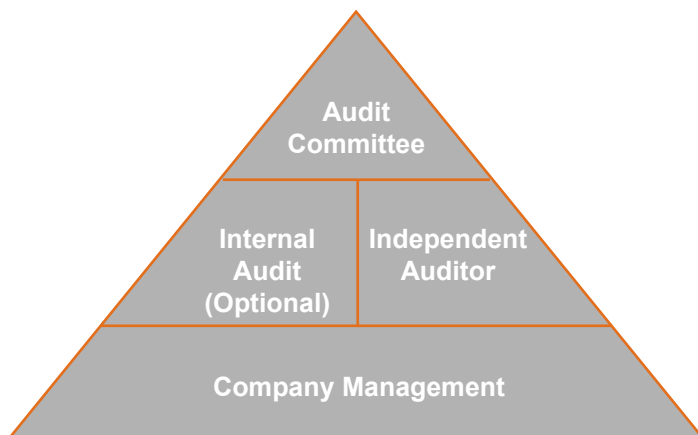 Audit
Committee
Internal
Audit
(Optional)
Independent
Auditor
Company Management